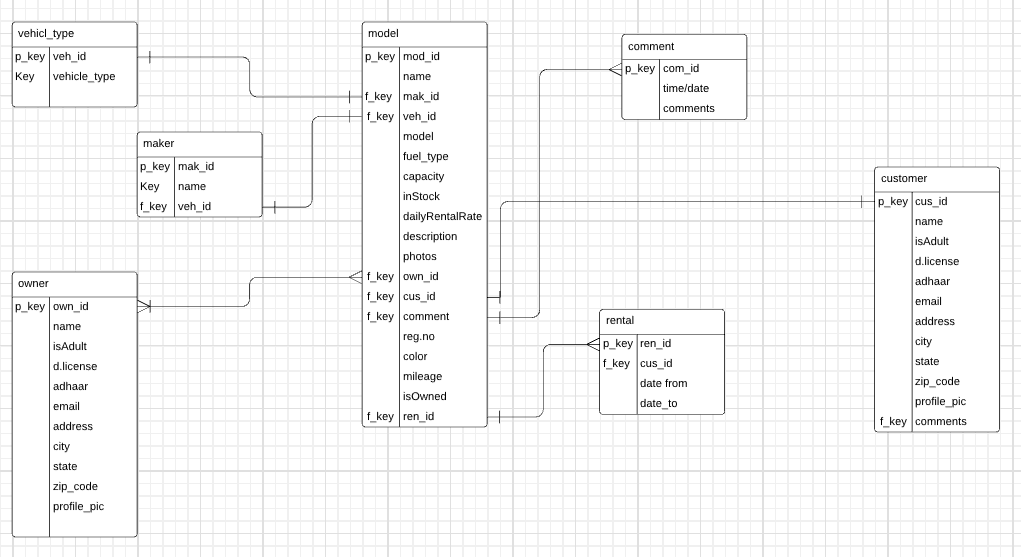 vehicl_type
p_key veh_id
Key vehicle_type
maker
p_key mak_id
Key name
f_key veh_id
owner
p_key own_id
name
isAdult
d.license
adhaar
email
address
city
state
zip_code
profile_pic
model
p_key mod_id
name
f_key mak_id
f_key veh_id
model
fuel_type
capacity
inStock
dailyRentalRate
description
photos
f_key own_id
f_key cus_id
f_key comment
reg.no
color
mileage
isOwned
f_key ren_id
comment
p_key com_id
time/date
comments
rental
p_key ren_id
f_key cus_id
date from
date_to
customer
p_key cus_id
name
isAdult
d.license
adhaar
email
address
city
state
zip_code
profile_pic
f_key comments